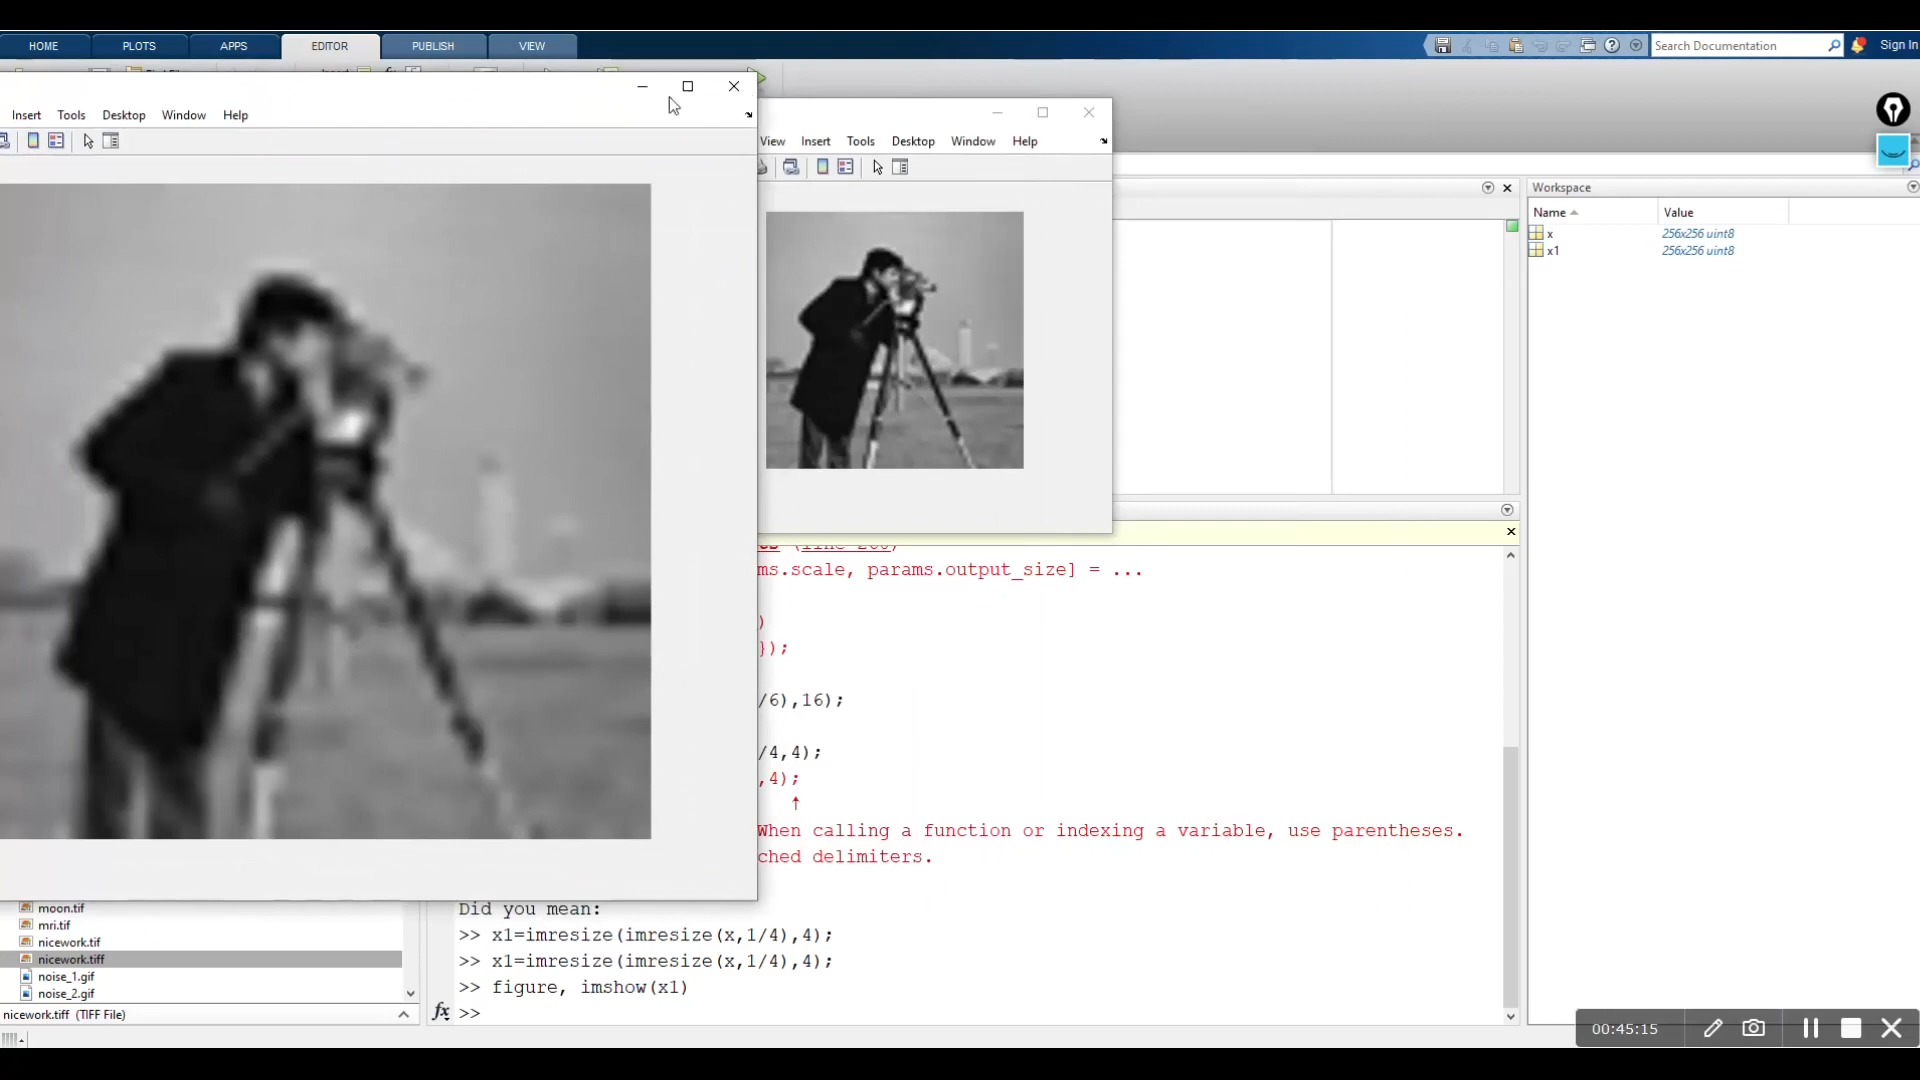 HOME PLOTS APPS EDITOR PUBLISH VIEW
Search Documentation
Sign In
Insert Tools Desktop Window Help
View Insert Tools Desktop Window Help
Workspace
Name Value
x 256x256 uint8
x1 256x256 uint8
ms.scale, params.output_size] = ...
)
});
/6),16);
/4,4);
,4);
↑
When calling a function or indexing a variable, use parentheses.
ched delimiters.
Did you mean:
>> x1=imresize(imresize(x,1/4),4);
>> x1=imresize(imresize(x,1/4),4);
>> figure, imshow(x1)
fx >>
moon.tif
mri.tif
nicework.tif
nicework.tiff
noise_1.gif
noise_2.gif
nicework.tiff (TIFF File)
00:45:15